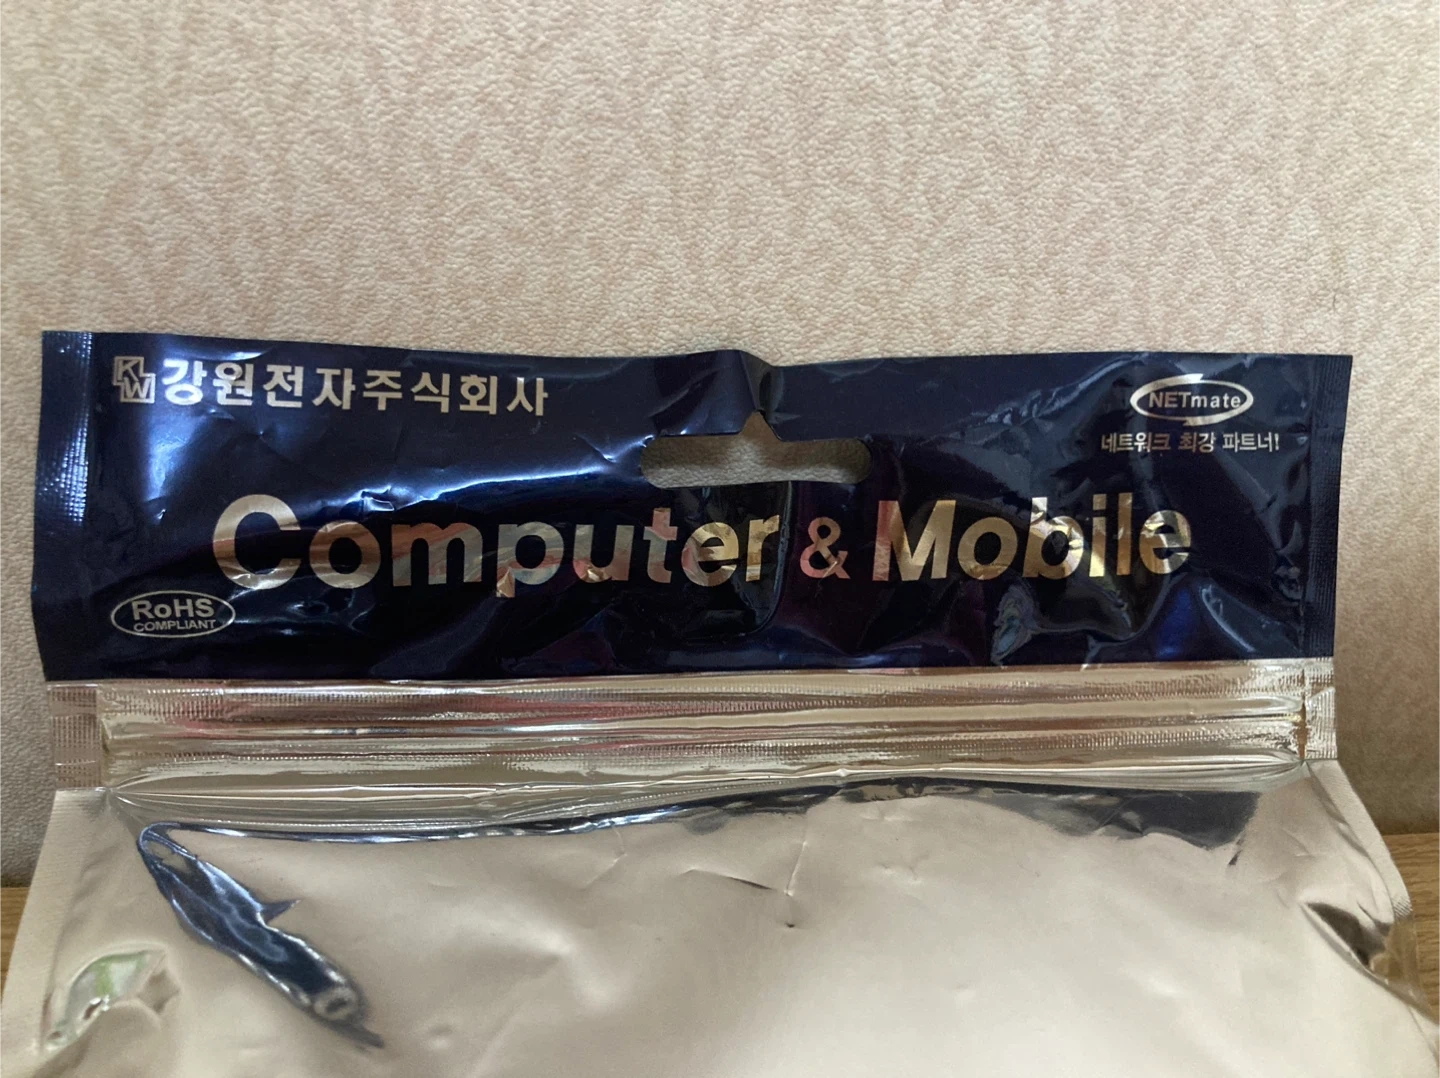 KW 강원전자주식회사
NETmate
네트워크 최강 파트너!
Computer & Mobile
RoHS
COMPLIANT